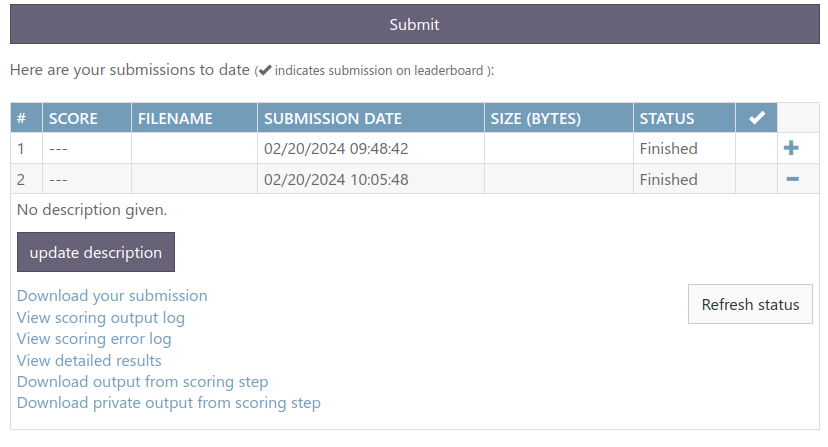 Submit
Here are your submissions to date (✔ indicates submission on leaderboard ):
# SCORE FILENAME SUBMISSION DATE SIZE (BYTES) STATUS ✔
1 --- 02/20/2024 09:48:42 Finished +
2 --- 02/20/2024 10:05:48 Finished −
No description given.
update description
Download your submission
Refresh status
View scoring output log
View scoring error log
View detailed results
Download output from scoring step
Download private output from scoring step